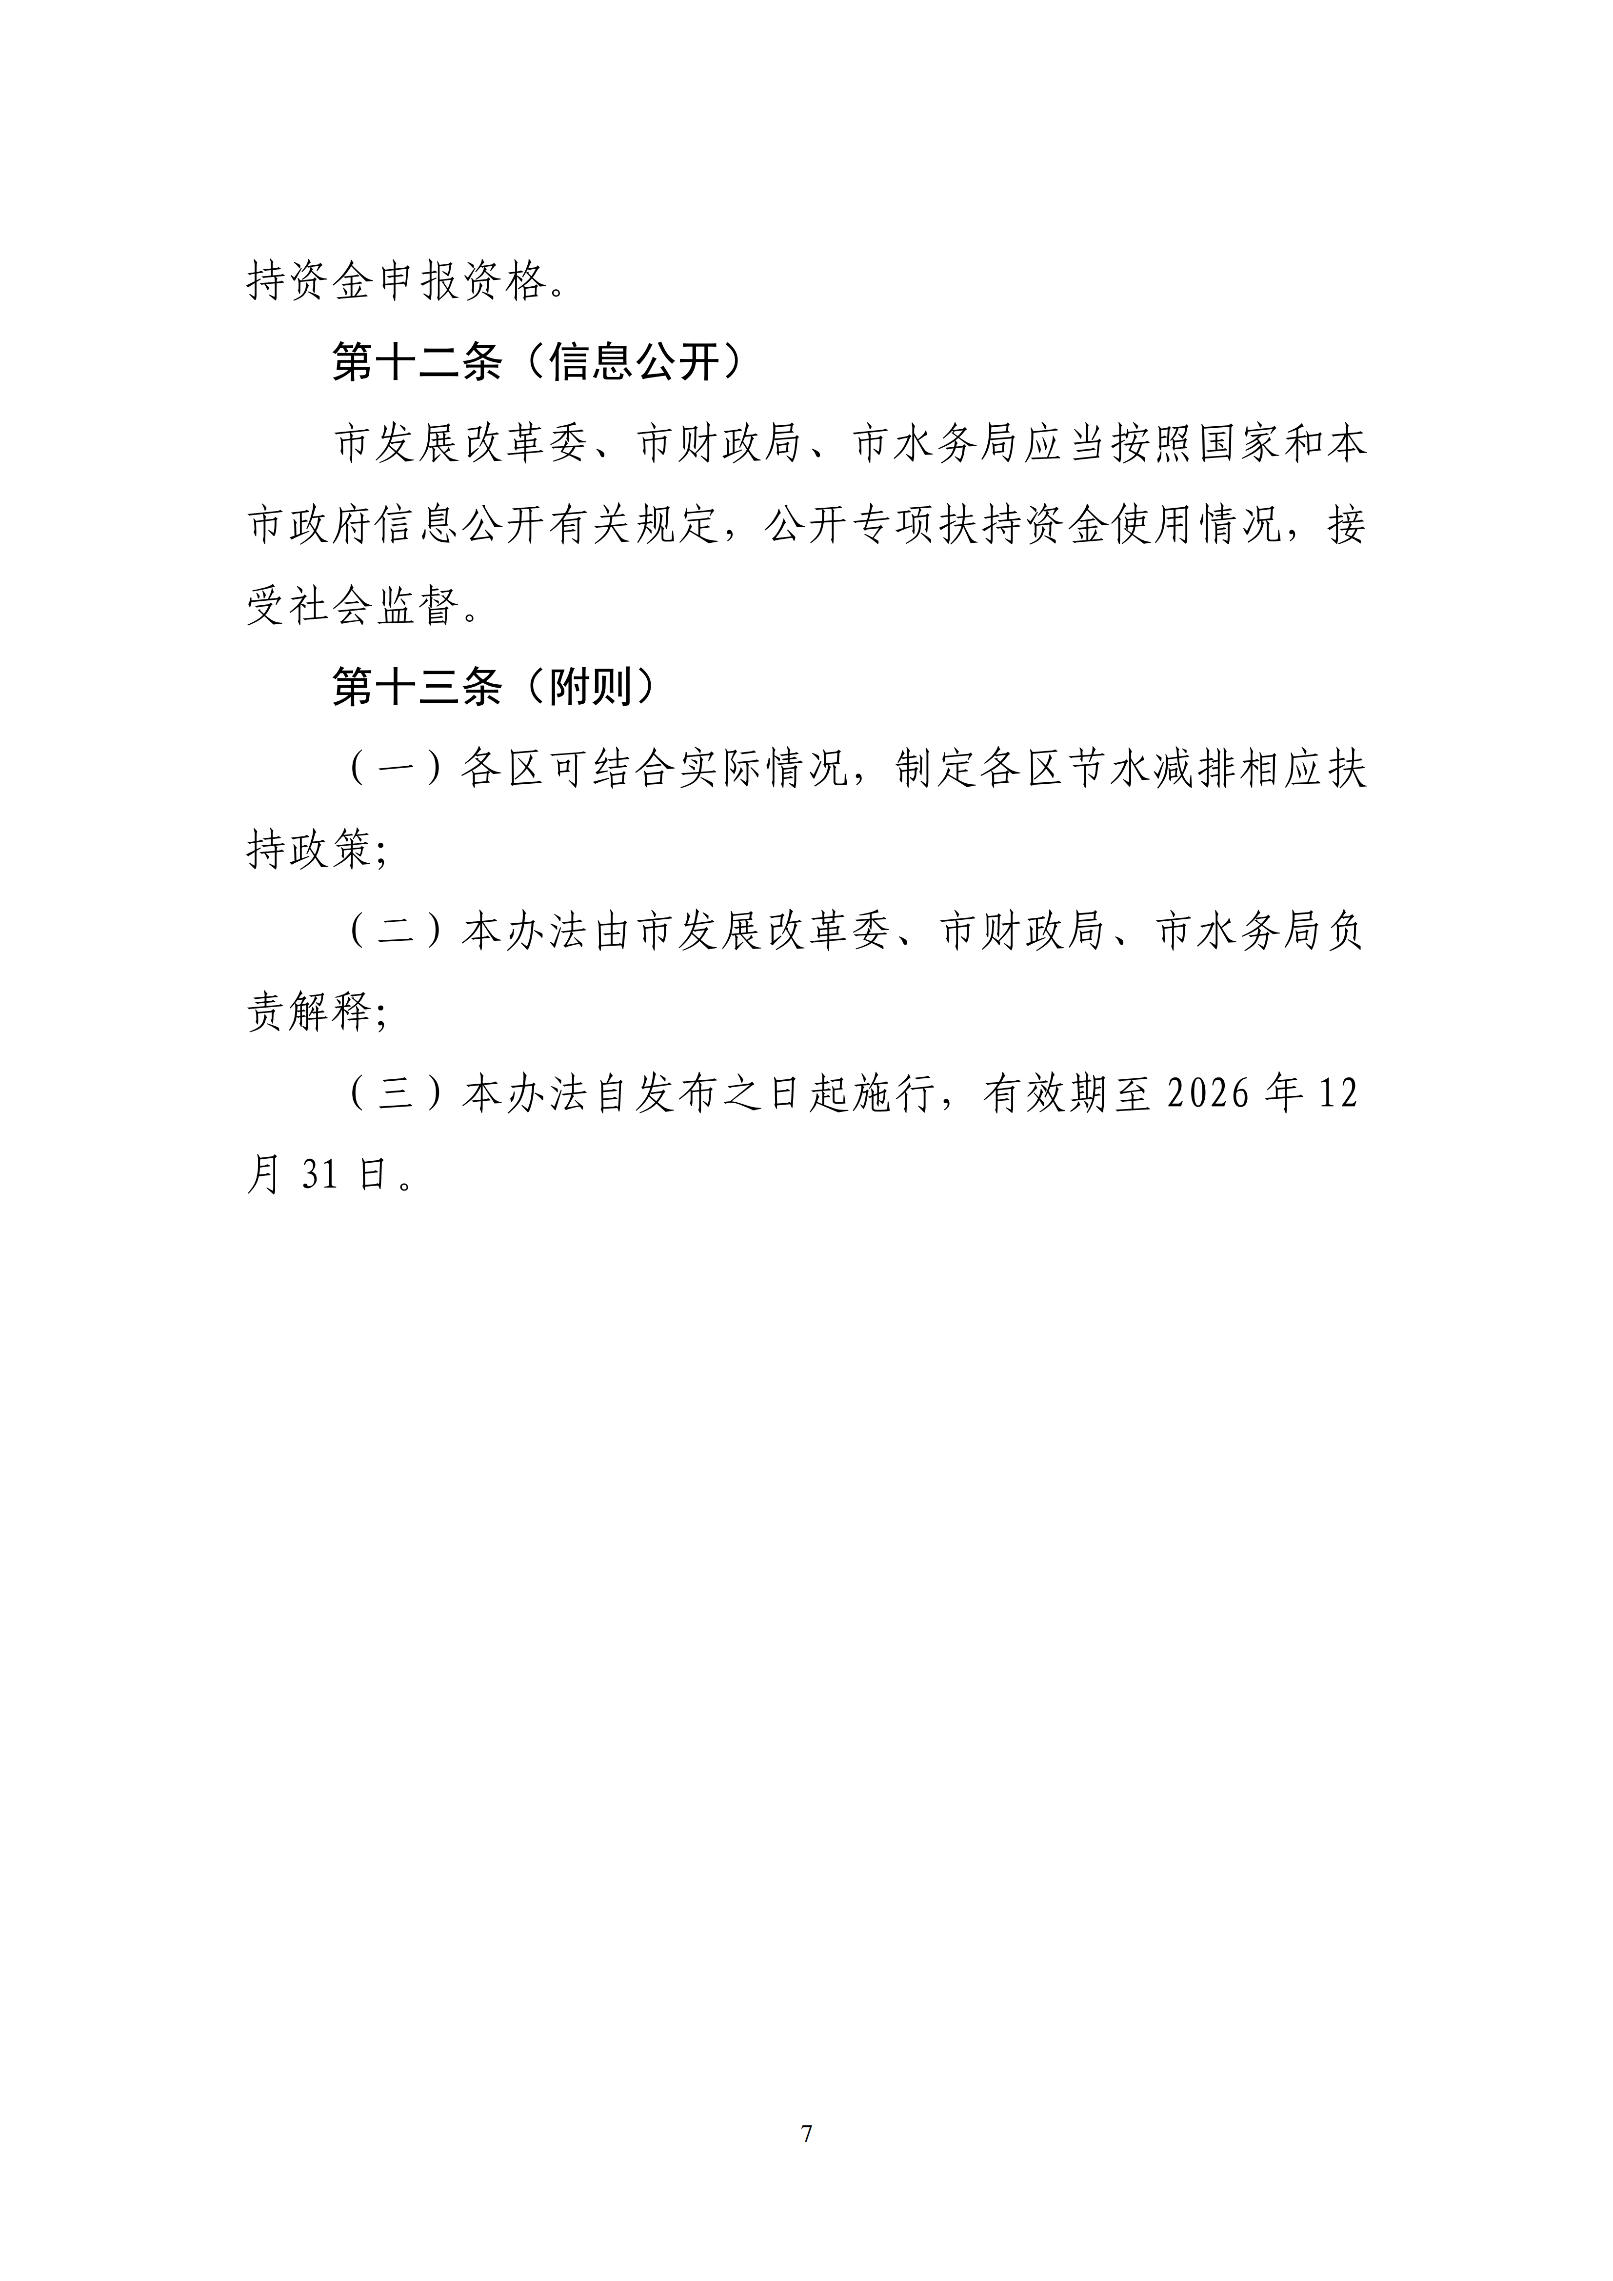 持资金申报资格。
第十二条（信息公开）
市发展改革委、市财政局、市水务局应当按照国家和本
市政府信息公开有关规定，公开专项扶持资金使用情况，接
受社会监督。
第十三条（附则）
（一）各区可结合实际情况，制定各区节水减排相应扶
持政策；
（二）本办法由市发展改革委、市财政局、市水务局负
责解释；
（三）本办法自发布之日起施行，有效期至 2026 年 12
月 31 日。
7